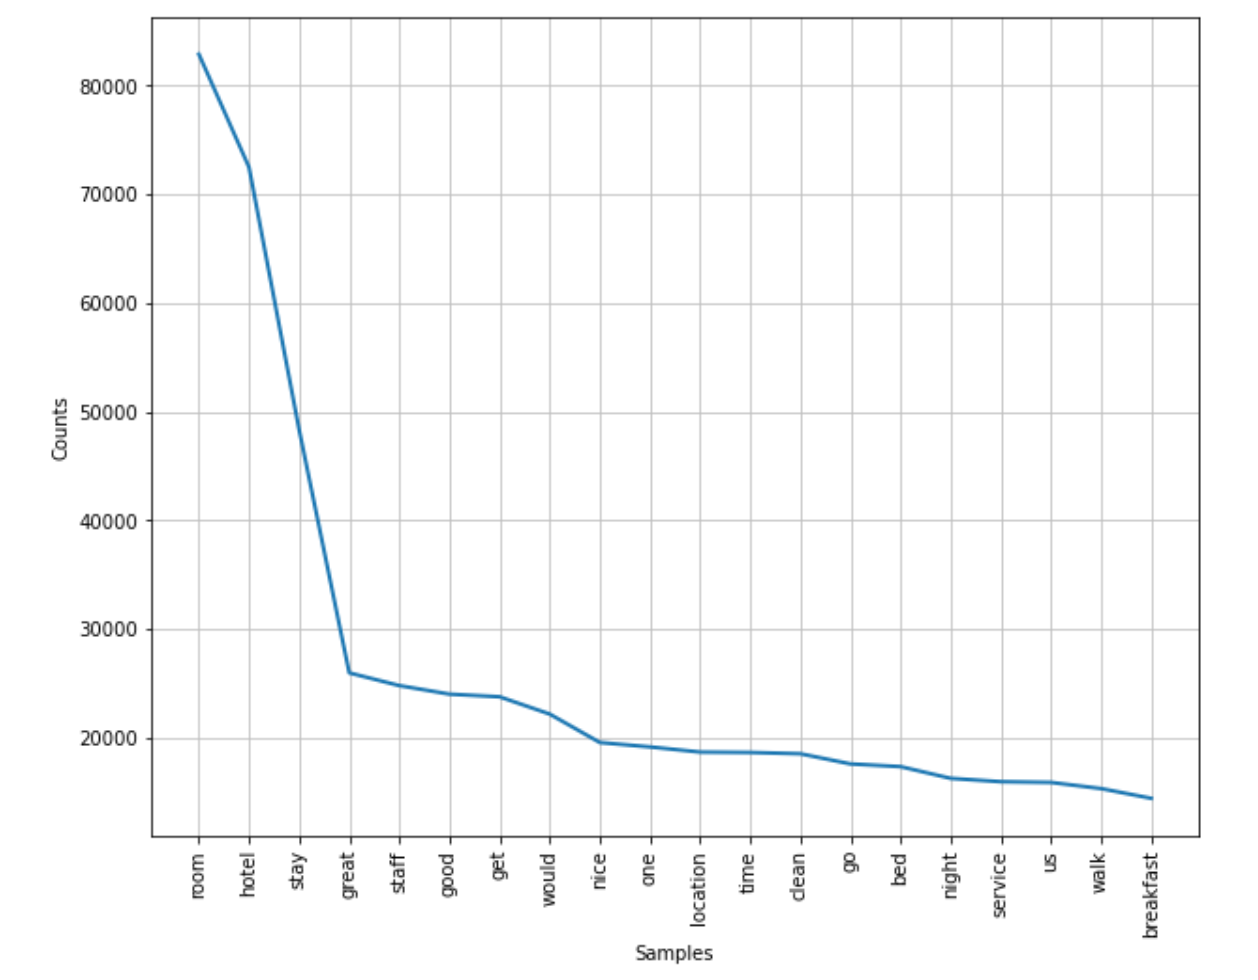 80000
70000
60000
50000
40000
30000
20000
Counts
room
hotel
stay
great
staff
good
get
would
nice
one
location
time
clean
go
bed
night
service
us
walk
breakfast
Samples